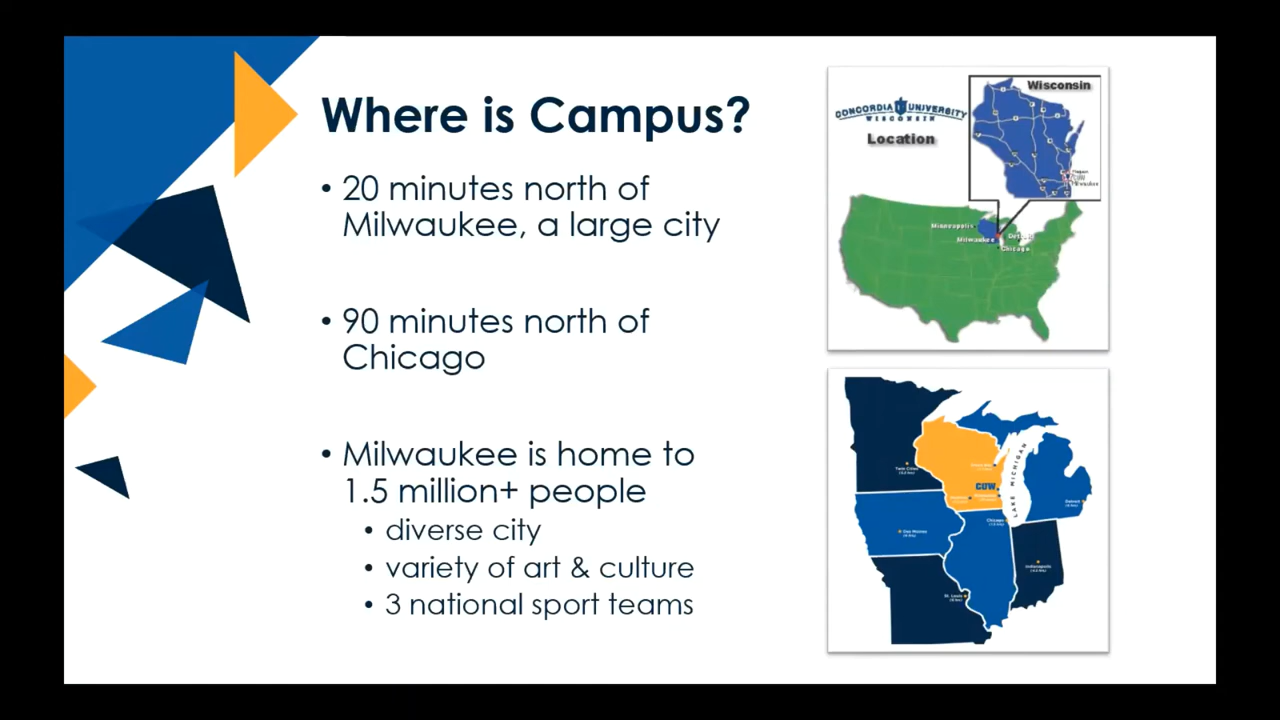 Where is Campus?
• 20 minutes north of
Milwaukee, a large city
• 90 minutes north of
Chicago
• Milwaukee is home to
1.5 million+ people
• diverse city
• variety of art & culture
• 3 national sport teams
CONCORDIA UNIVERSITY
WISCONSIN
Location
Wisconsin
Milwaukee
Minneapolis
Milwaukee
Chicago
Twin Cities
CUW
LAKE MICHIGAN
Chicago
Detroit
Des Moines
Indianapolis
St. Louis